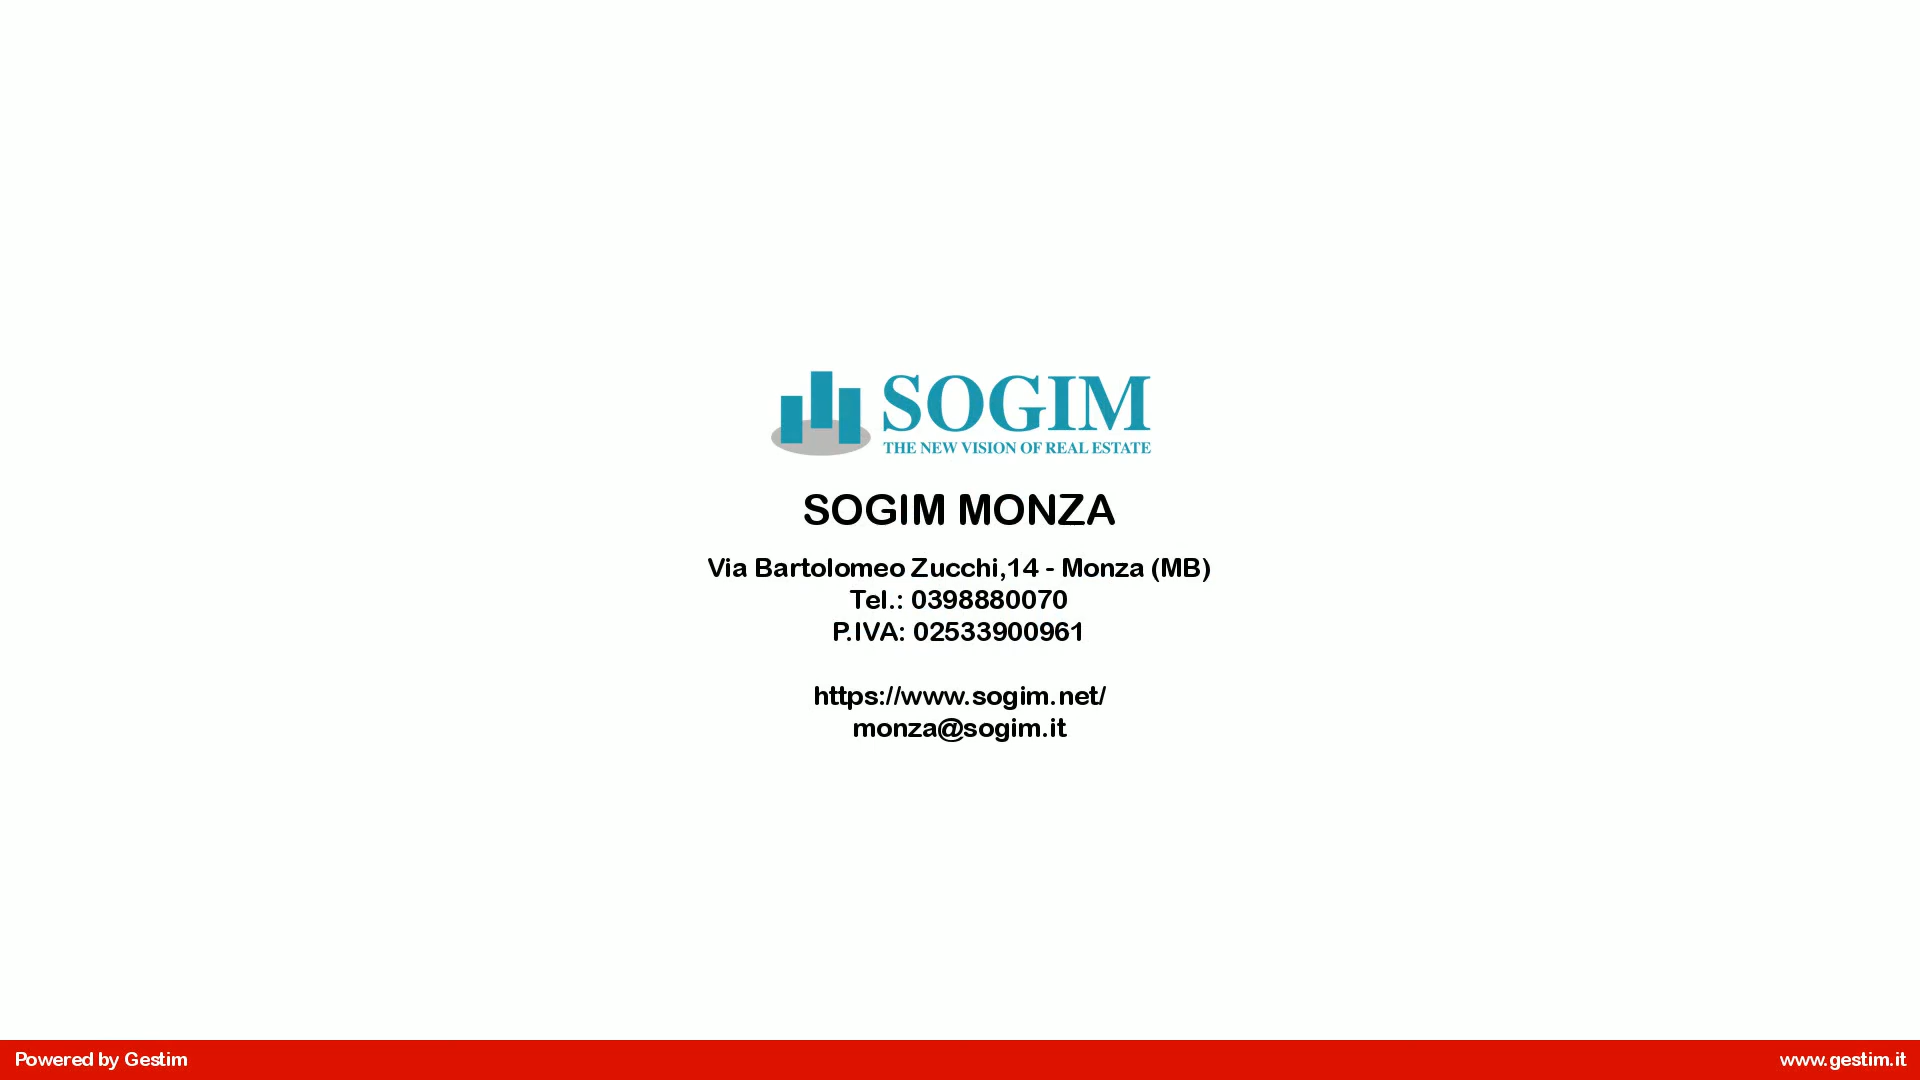 SOGIM
THE NEW VISION OF REAL ESTATE
SOGIM MONZA
Via Bartolomeo Zucchi,14 - Monza (MB)
Tel.: 0398880070
P.IVA: 02533900961
https://www.sogim.net/
monza@sogim.it
Powered by Gestim
www.gestim.it